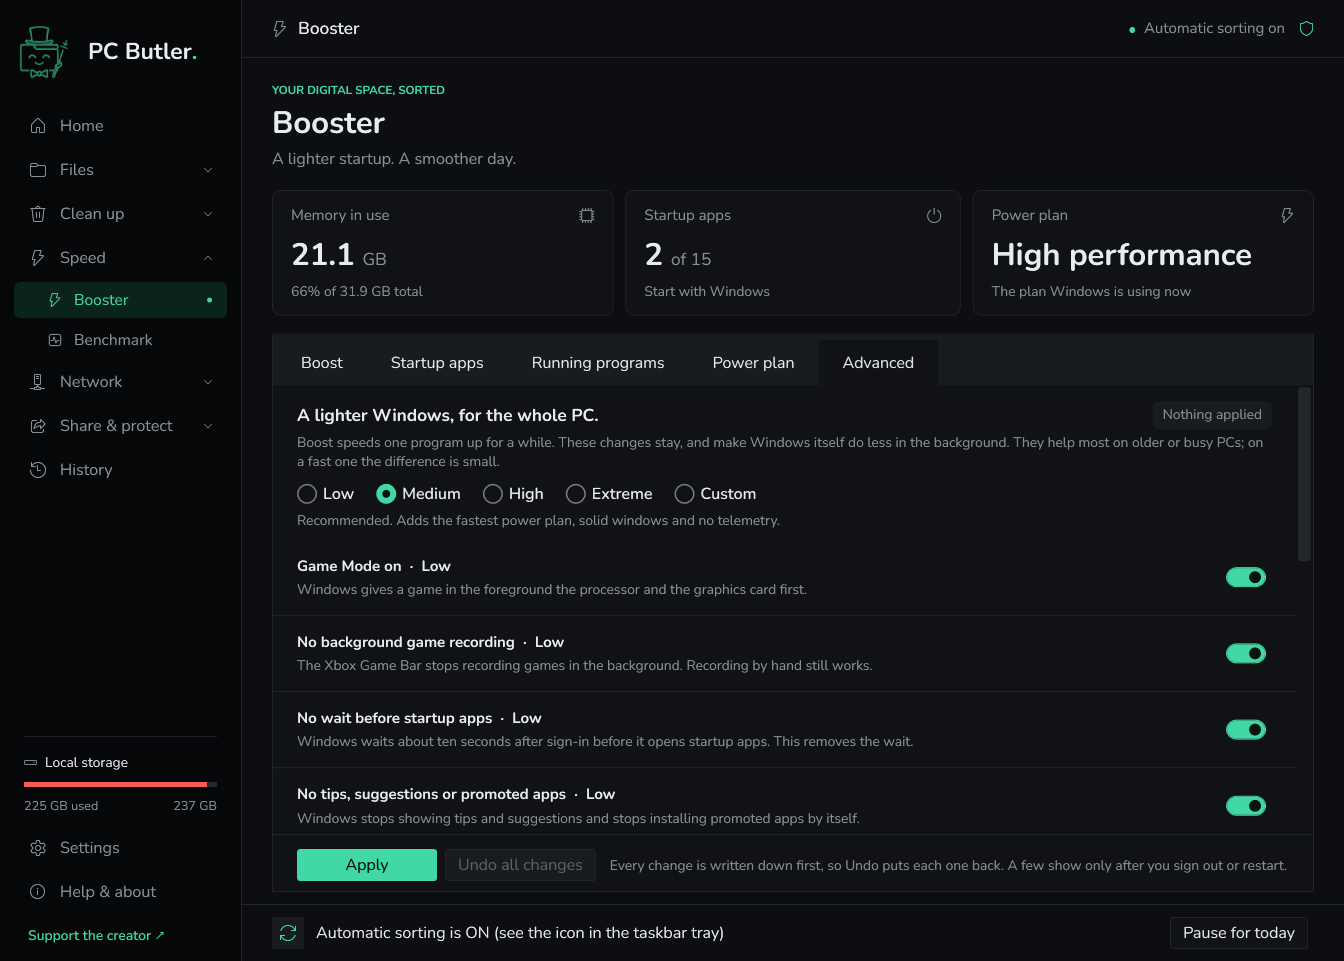 PC Butler.
Home
Files
Clean up
Speed
Booster
Benchmark
Network
Share & protect
History
Local storage
225 GB used
237 GB
Settings
Help & about
Support the creator ↗
Booster
Automatic sorting on
YOUR DIGITAL SPACE, SORTED
Booster
A lighter startup. A smoother day.
Memory in use
21.1 GB
66% of 31.9 GB total
Startup apps
2 of 15
Start with Windows
Power plan
High performance
The plan Windows is using now
Boost
Startup apps
Running programs
Power plan
Advanced
A lighter Windows, for the whole PC.
Nothing applied
Boost speeds one program up for a while. These changes stay, and make Windows itself do less in the background. They help most on older or busy PCs; on
a fast one the difference is small.
Low
Medium
High
Extreme
Custom
Recommended. Adds the fastest power plan, solid windows and no telemetry.
Game Mode on · Low
Windows gives a game in the foreground the processor and the graphics card first.
No background game recording · Low
The Xbox Game Bar stops recording games in the background. Recording by hand still works.
No wait before startup apps · Low
Windows waits about ten seconds after sign-in before it opens startup apps. This removes the wait.
No tips, suggestions or promoted apps · Low
Windows stops showing tips and suggestions and stops installing promoted apps by itself.
Apply
Undo all changes
Every change is written down first, so Undo puts each one back. A few show only after you sign out or restart.
Automatic sorting is ON (see the icon in the taskbar tray)
Pause for today